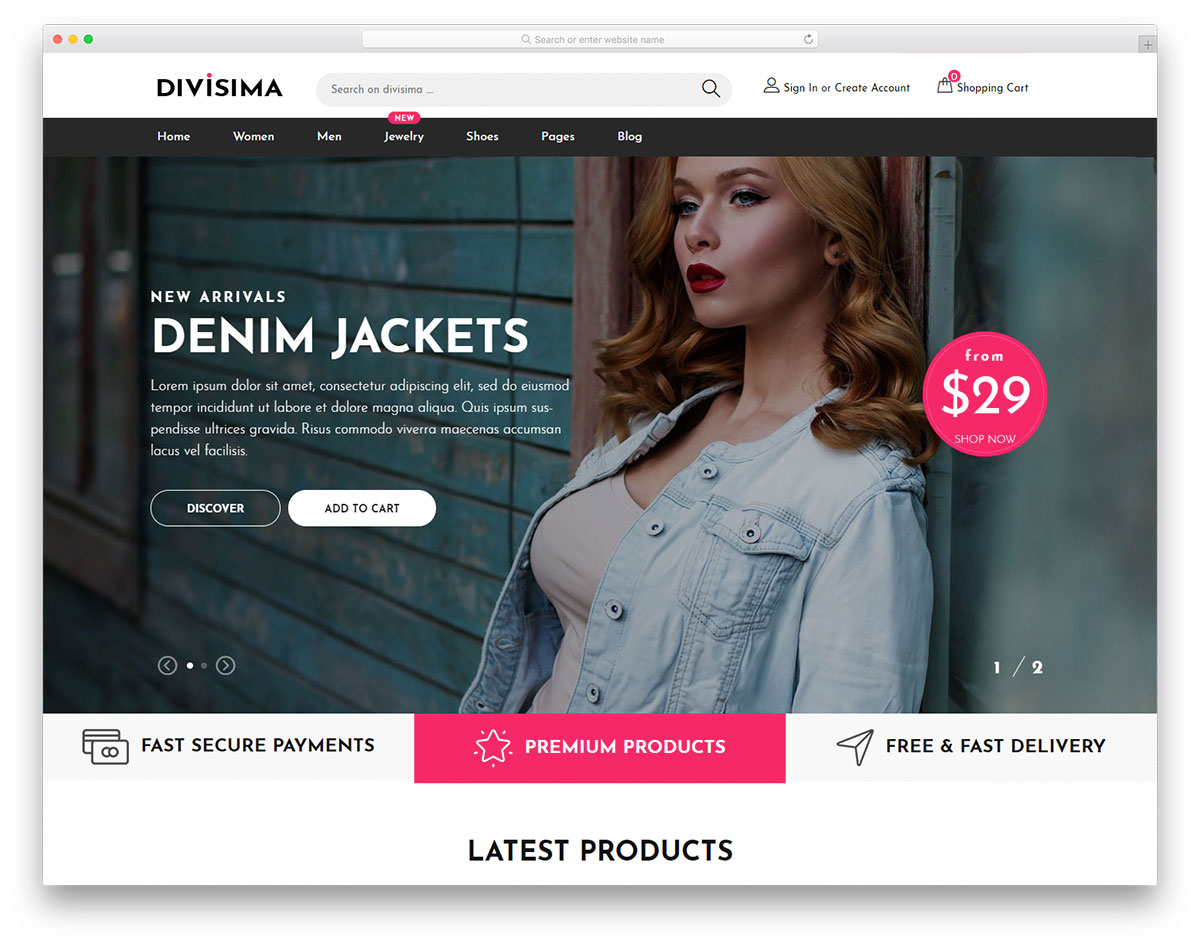 Search or enter website name
DIVISIMA
Search on divisima ....
Sign In or Create Account
0
Shopping Cart
NEW
Home Women Men Jewelry Shoes Pages Blog
NEW ARRIVALS
DENIM JACKETS
Lorem ipsum dolor sit amet, consectetur adipiscing elit, sed do eiusmod
tempor incididunt ut labore et dolore magna aliqua. Quis ipsum sus-
pendisse ultrices gravida. Risus commodo viverra maecenas accumsan
lacus vel facilisis.
DISCOVER ADD TO CART
from
$29
SHOP NOW
1 / 2
FAST SECURE PAYMENTS
PREMIUM PRODUCTS
FREE & FAST DELIVERY
LATEST PRODUCTS